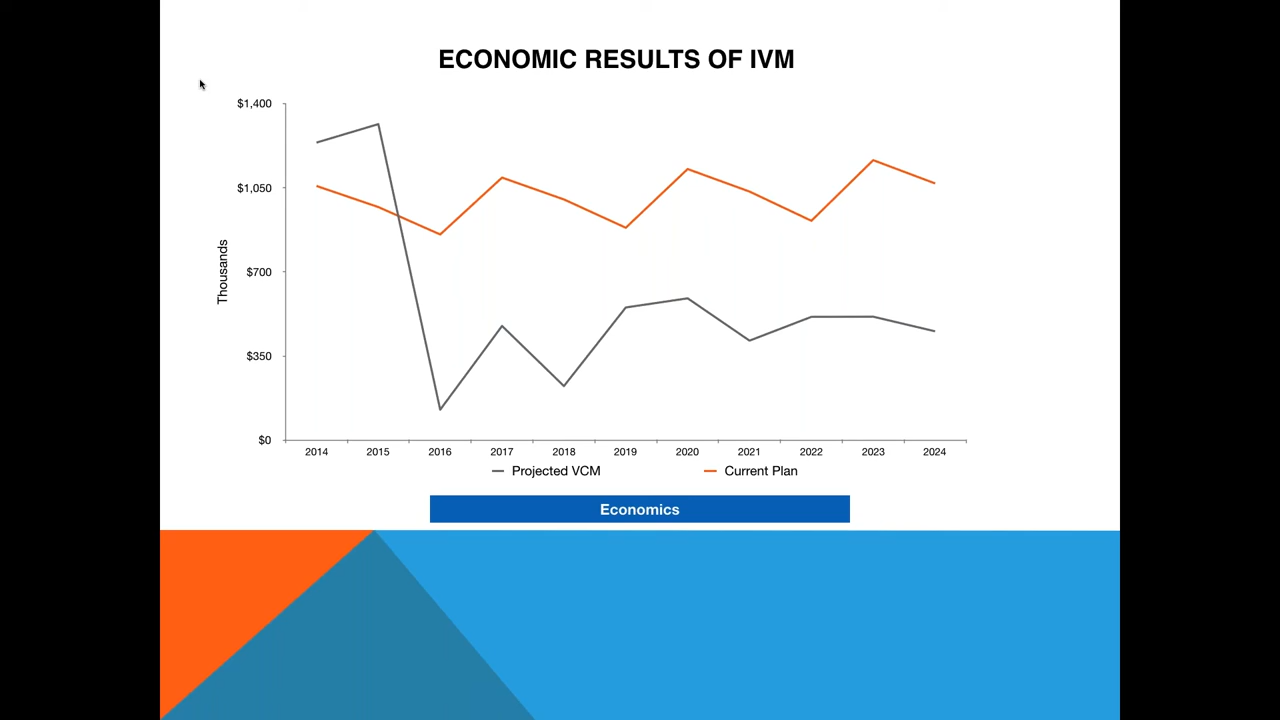 ECONOMIC RESULTS OF IVM
$1,400
$1,050
$700
$350
$0
Thousands
2014 2015 2016 2017 2018 2019 2020 2021 2022 2023 2024
Projected VCM Current Plan
Economics